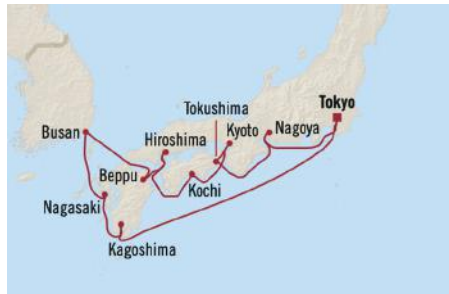 Tokushima
Tokyo
Busan
Hiroshima
Kyoto
Nagoya
Beppu
Kochi
Nagasaki
Kagoshima